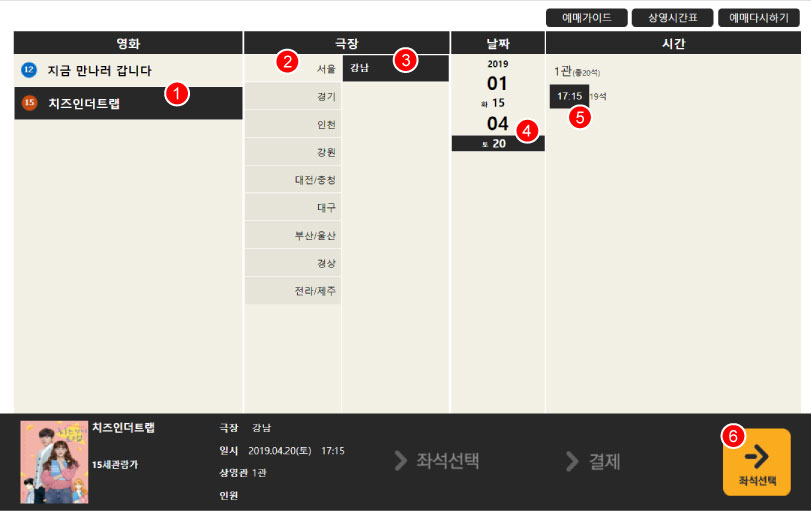 예매가이드 상영시간표 예매다시하기
영화 극장 날짜 시간
12 지금 만나러 갑니다
15 치즈인더트랩
1
2 서울
경기
인천
강원
대전/충청
대구
부산/울산
경상
전라/제주
강남 3
2019
01
화 15
04
4
토 20
1관(총20석)
17:15 19석
5
치즈인더트랩
15세관람가
극장 강남
일시 2019.04.20(토) 17:15
상영관 1관
인원
좌석선택
결제
6
좌석선택